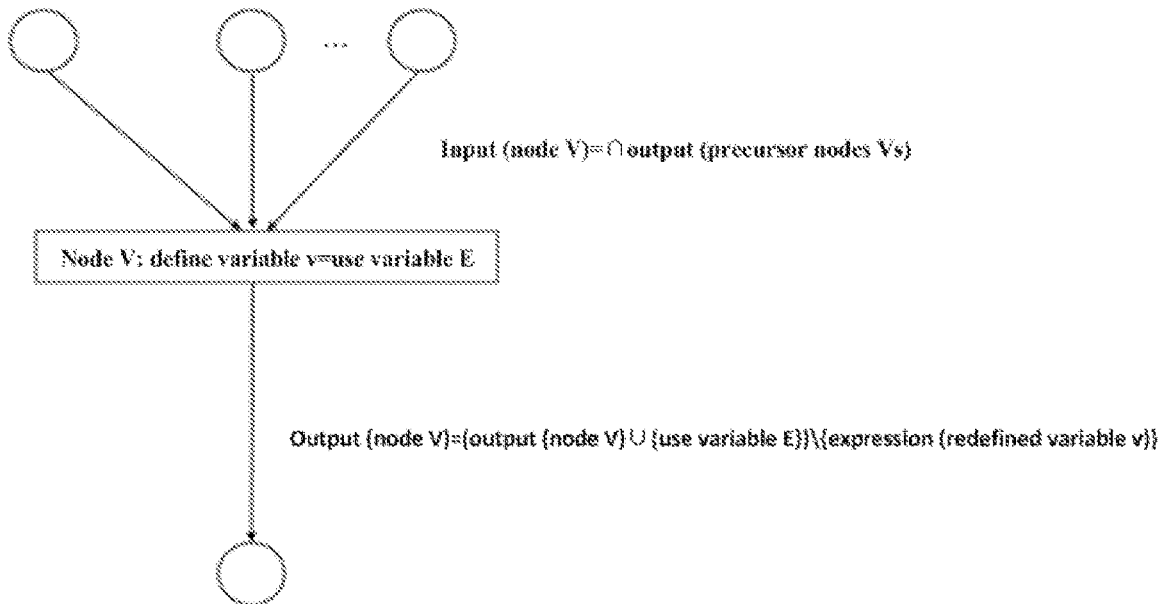 ...
Input (node V)=∩ output (precursor nodes Vs)
Node V: define variable v=use variable E
Output (node V)=(output (node V) ∪ {use variable E})\{expression (redefined variable v)}